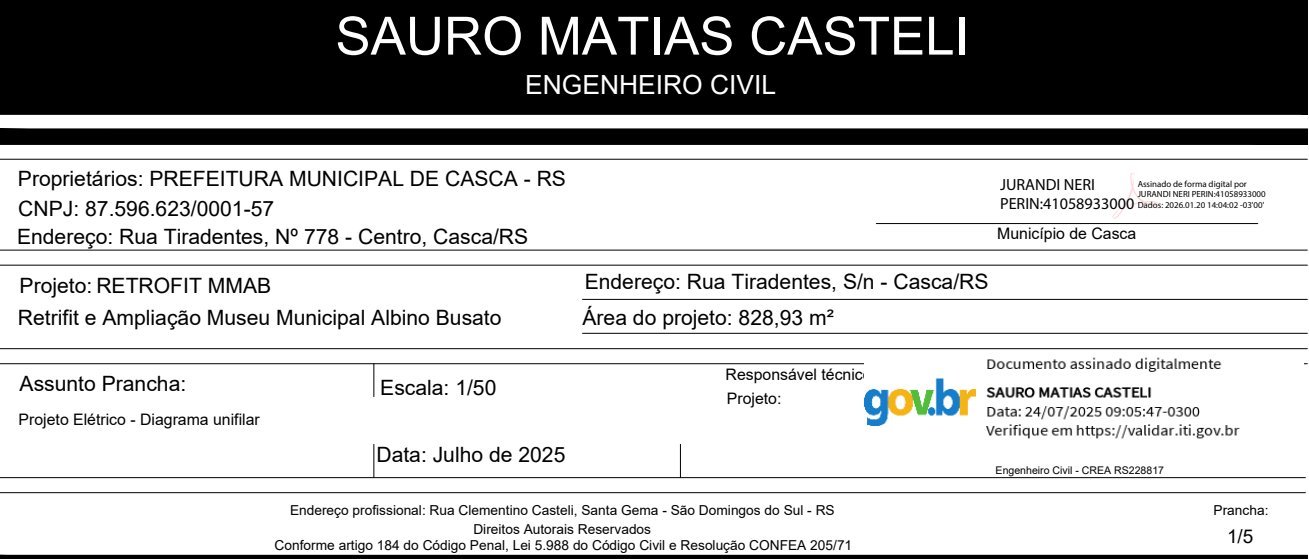 SAURO MATIAS CASTELI
ENGENHEIRO CIVIL
Proprietários: PREFEITURA MUNICIPAL DE CASCA - RS
CNPJ: 87.596.623/0001-57
Endereço: Rua Tiradentes, Nº 778 - Centro, Casca/RS
JURANDI NERI
PERIN:41058933000
Assinado de forma digital por
JURANDI NERI PERIN:41058933000
Dados: 2026.01.20 14:04:02 -03'00'
Município de Casca
Projeto: RETROFIT MMAB
Retrifit e Ampliação Museu Municipal Albino Busato
Endereço: Rua Tiradentes, S/n - Casca/RS
Área do projeto: 828,93 m²
Assunto Prancha:
Projeto Elétrico - Diagrama unifilar
Escala: 1/50
Data: Julho de 2025
Responsável técnic
Projeto:
gov.br
Documento assinado digitalmente
SAURO MATIAS CASTELI
Data: 24/07/2025 09:05:47-0300
Verifique em https://validar.iti.gov.br
Engenheiro Civil - CREA RS228817
Endereço profissional: Rua Clementino Casteli, Santa Gema - São Domingos do Sul - RS
Direitos Autorais Reservados
Conforme artigo 184 do Código Penal, Lei 5.988 do Código Civil e Resolução CONFEA 205/71
Prancha:
1/5